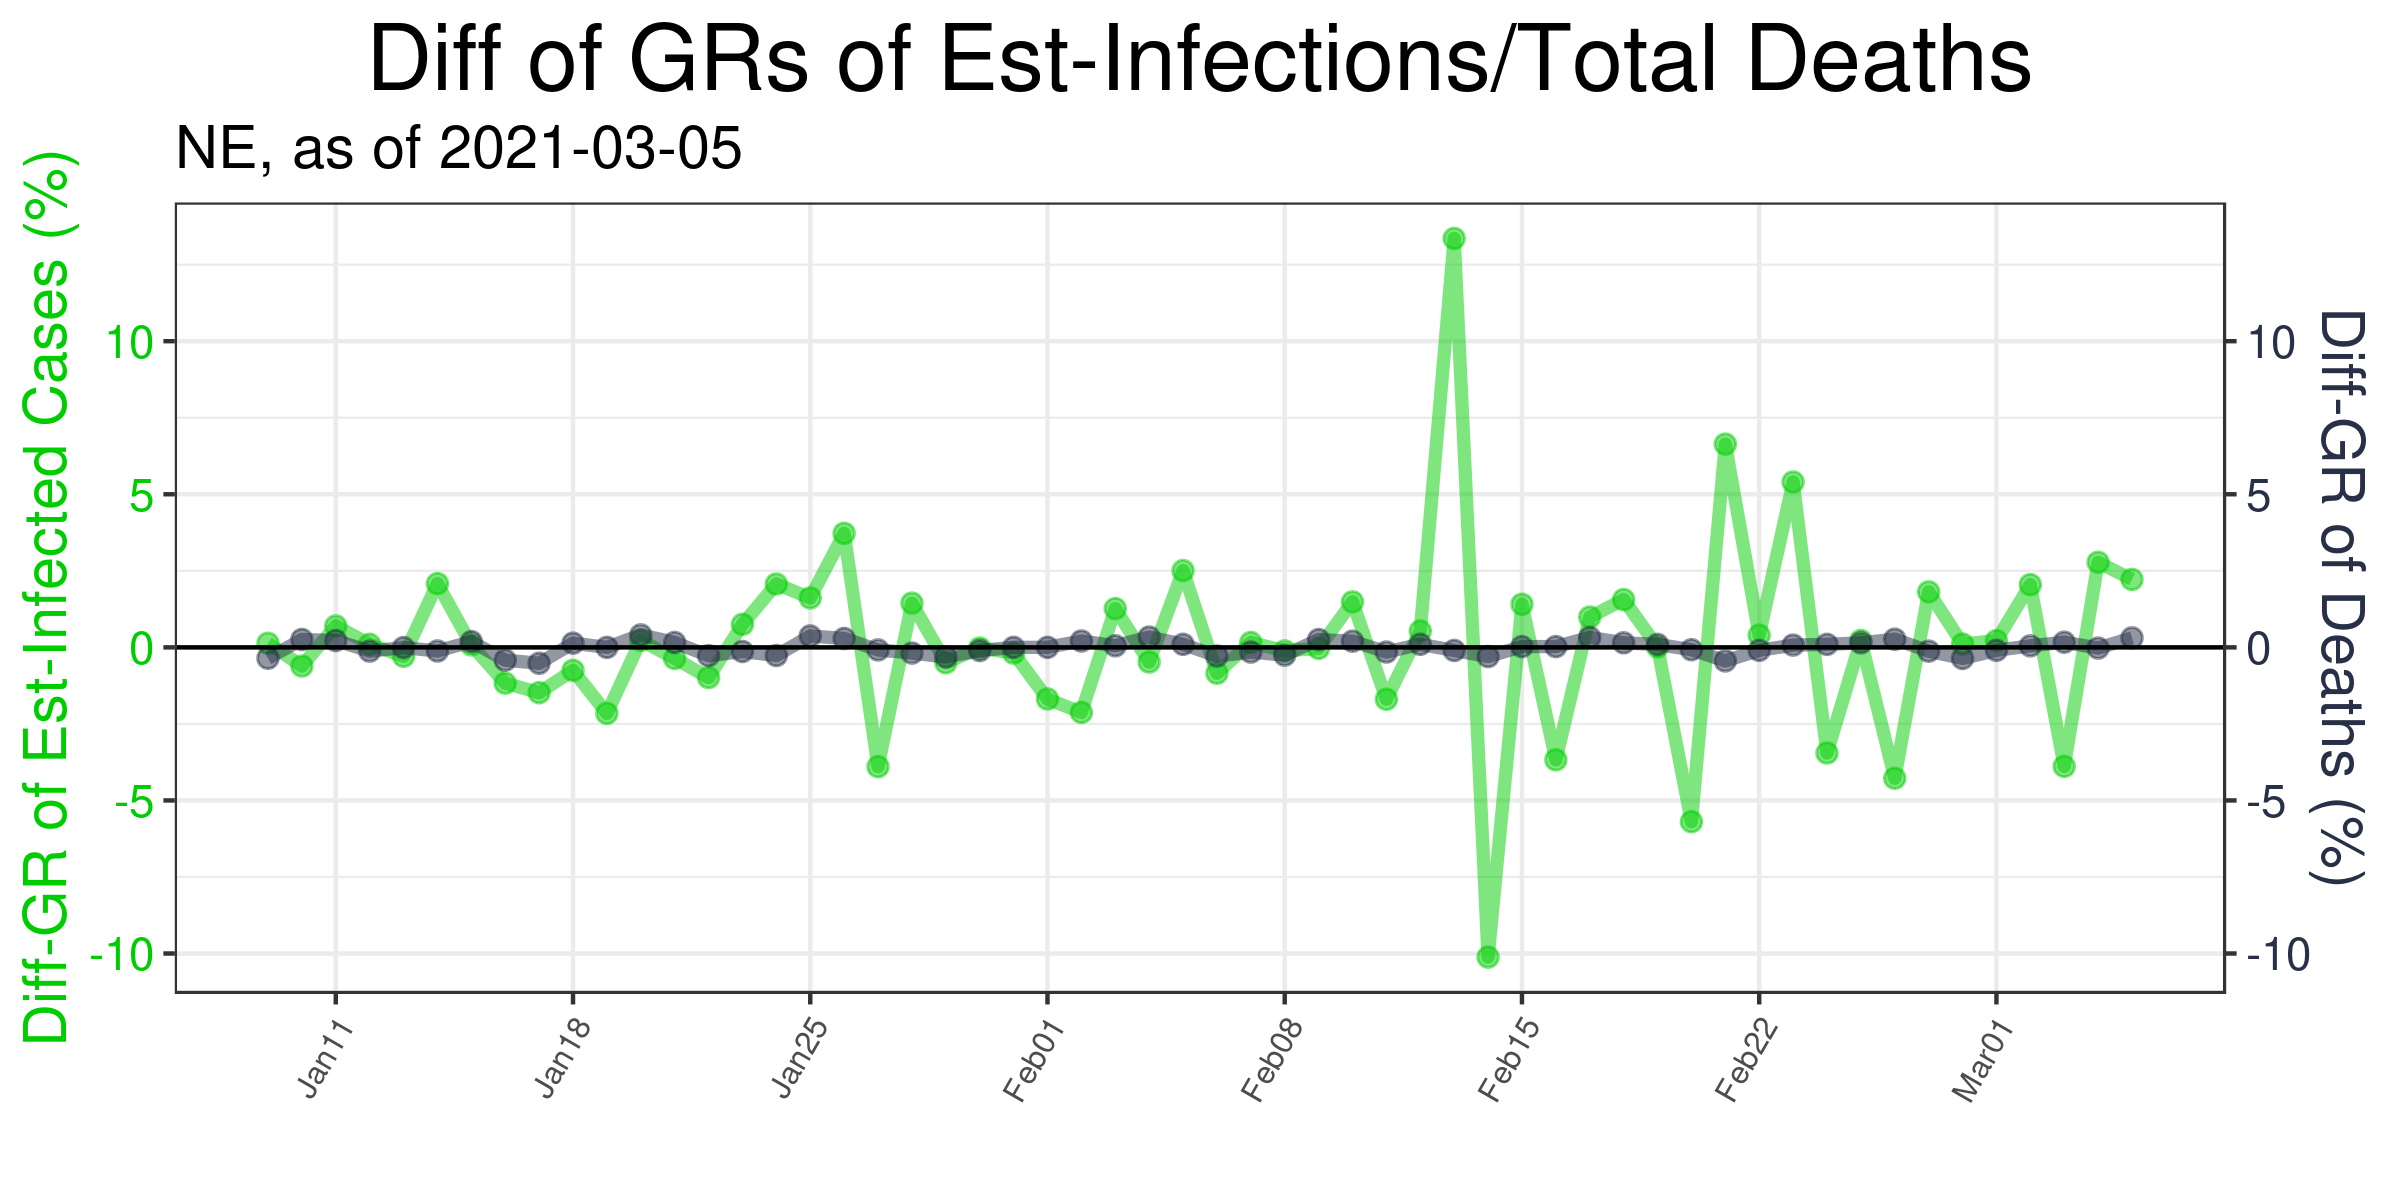 Diff of GRs of Est-Infections/Total Deaths
NE, as of 2021-03-05
Diff-GR of Est-Infected Cases (%)
10
5
0
-5
-10
10
5
0
-5
-10
Diff-GR of Deaths (%)
Jan11
Jan18
Jan25
Feb01
Feb08
Feb15
Feb22
Mar01